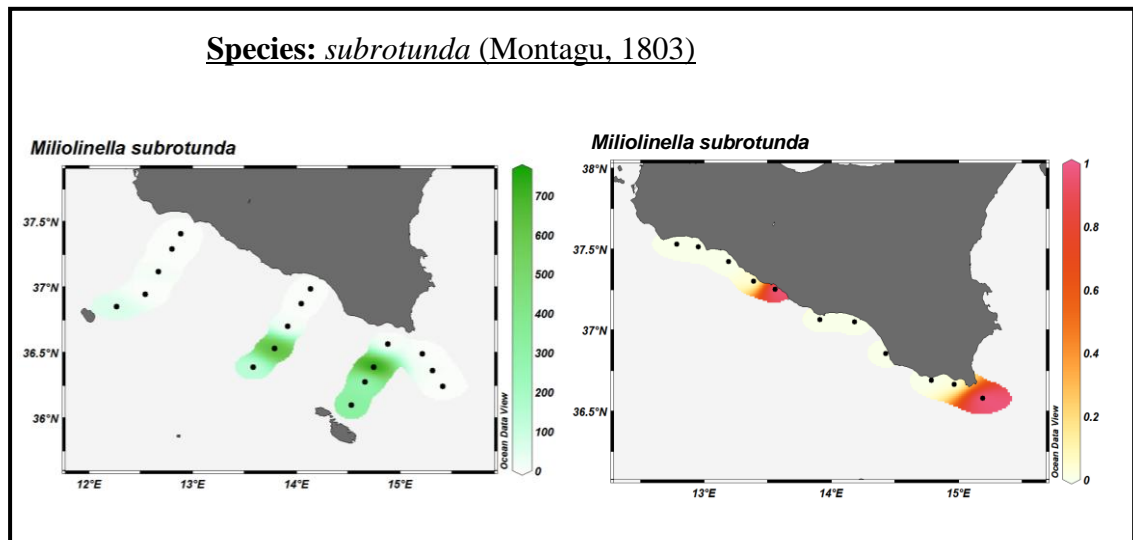 Species: subrotunda (Montagu, 1803)
Miliolinella subrotunda
37.5°N
37°N
36.5°N
36°N
12°E
13°E
14°E
15°E
700
600
500
400
300
200
100
0
Ocean Data View
Miliolinella subrotunda
38°N
37.5°N
37°N
36.5°N
13°E
14°E
15°E
1
0.8
0.6
0.4
0.2
0
Ocean Data View